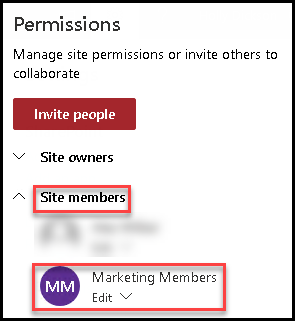 Permissions
Manage site permissions or invite others to
collaborate
Invite people
Site owners
Site members
MM
Marketing Members
Edit